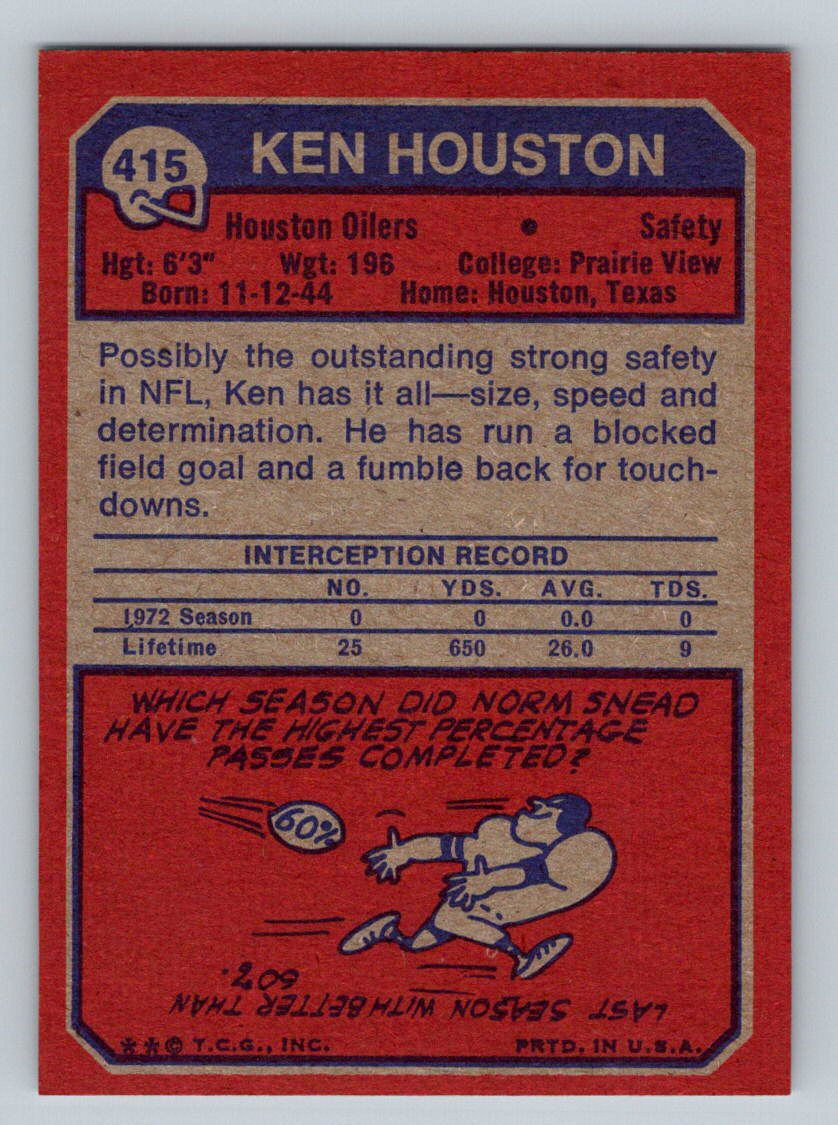 415
KEN HOUSTON
Houston Oilers • Safety
Hgt: 6'3" Wgt: 196 College: Prairie View
Born: 11-12-44 Home: Houston, Texas
Possibly the outstanding strong safety
in NFL, Ken has it all—size, speed and
determination. He has run a blocked
field goal and a fumble back for touch-
downs.
INTERCEPTION RECORD
NO. YDS. AVG. TDS.
1972 Season 0 0 0.0 0
Lifetime 25 650 26.0 9
WHICH SEASON DID NORM SNEAD
HAVE THE HIGHEST PERCENTAGE
PASSES COMPLETED?
60%
LAST SEASON WITH BETTER THAN
60%.
**© T.C.G., INC. PRTD. IN U.S.A.